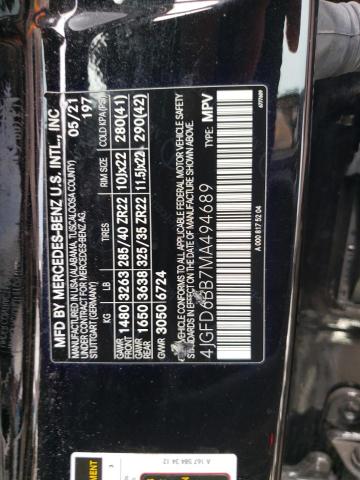 MFD BY MERCEDES-BENZ U.S. INTL., INC
MANUFACTURED IN USA/ALABAMA, TUSCALOOSA COUNTY)
UNDER CONTRACT FOR MERCEDES-BENZ AG,
STUTTGART/GERMANY
05/21
197
KG LB TIRES RIM SIZE COLD KPA(PSI)
GAWR FRONT 1480 3263 285/40 ZR22 10JX22 280(41)
GAWR REAR 1650 3638 325/35 ZR22 11.5JX22 290(42)
GVWR 3050 6724
THIS VEHICLE CONFORMS TO ALL
APPLICABLE FEDERAL MOTOR VEHICLE SAFETY
STANDARDS IN EFFECT ON THE DATE OF
MANUFACTURE SHOWN ABOVE.
4JGFD6BB7MA494689 TYPE: MPV
A 000 817 52 04
A 167 584 34 12